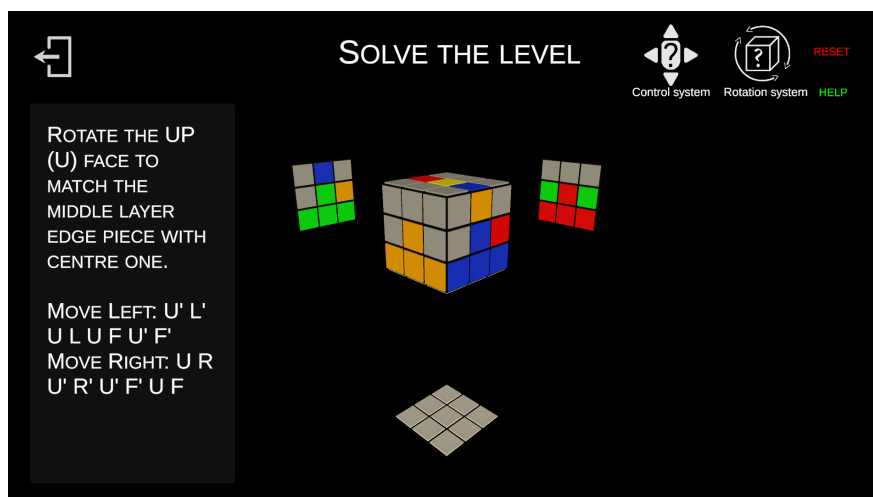 Solve the level
Control system
Rotation system
RESET
HELP
Rotate the UP
(U) face to
match the
middle layer
edge piece with
centre one.
Move Left: U' L'
U L U F U' F'
Move Right: U R
U' R' U' F' U F
?
?